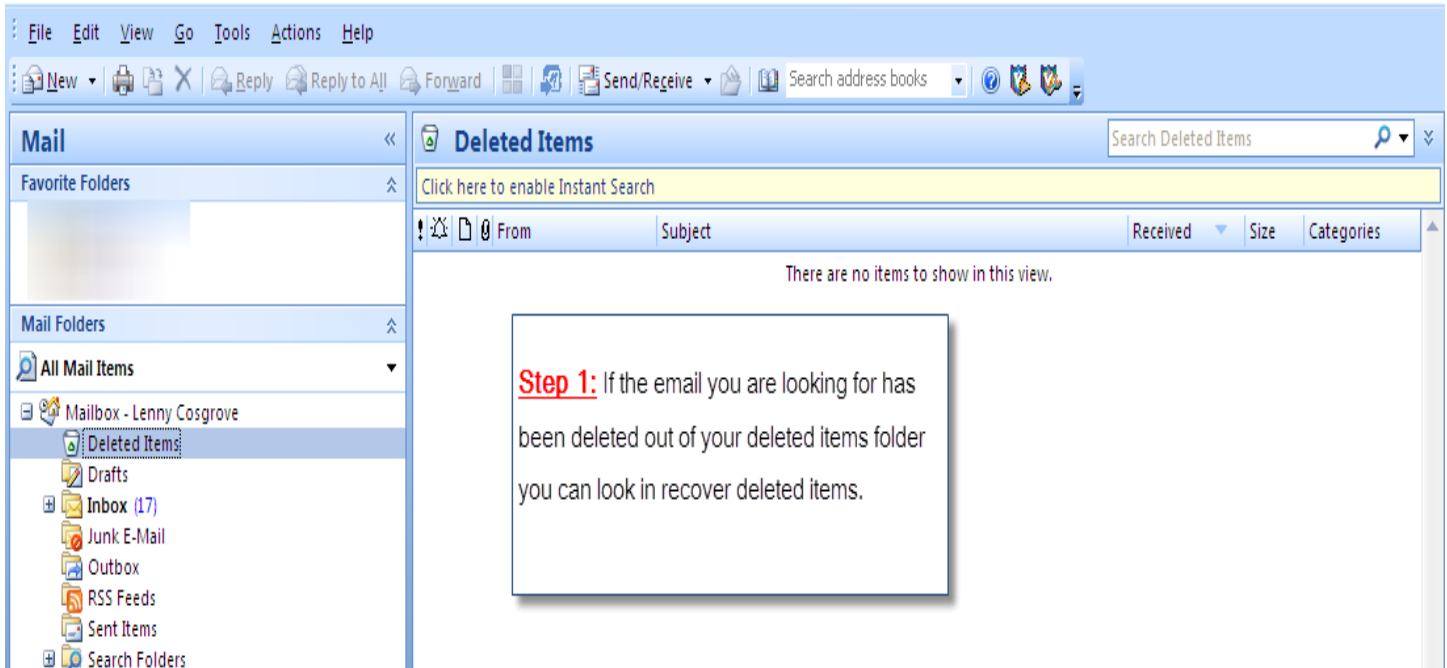 File Edit View Go Tools Actions Help
New Reply Reply to All Forward Send/Receive Search address books
Mail
Favorite Folders
Mail Folders
All Mail Items
Mailbox - Lenny Cosgrove
Deleted Items
Drafts
Inbox (17)
Junk E-Mail
Outbox
RSS Feeds
Sent Items
Search Folders
Deleted Items
Search Deleted Items
Click here to enable Instant Search
From Subject Received Size Categories
There are no items to show in this view.
Step 1: If the email you are looking for has
been deleted out of your deleted items folder
you can look in recover deleted items.